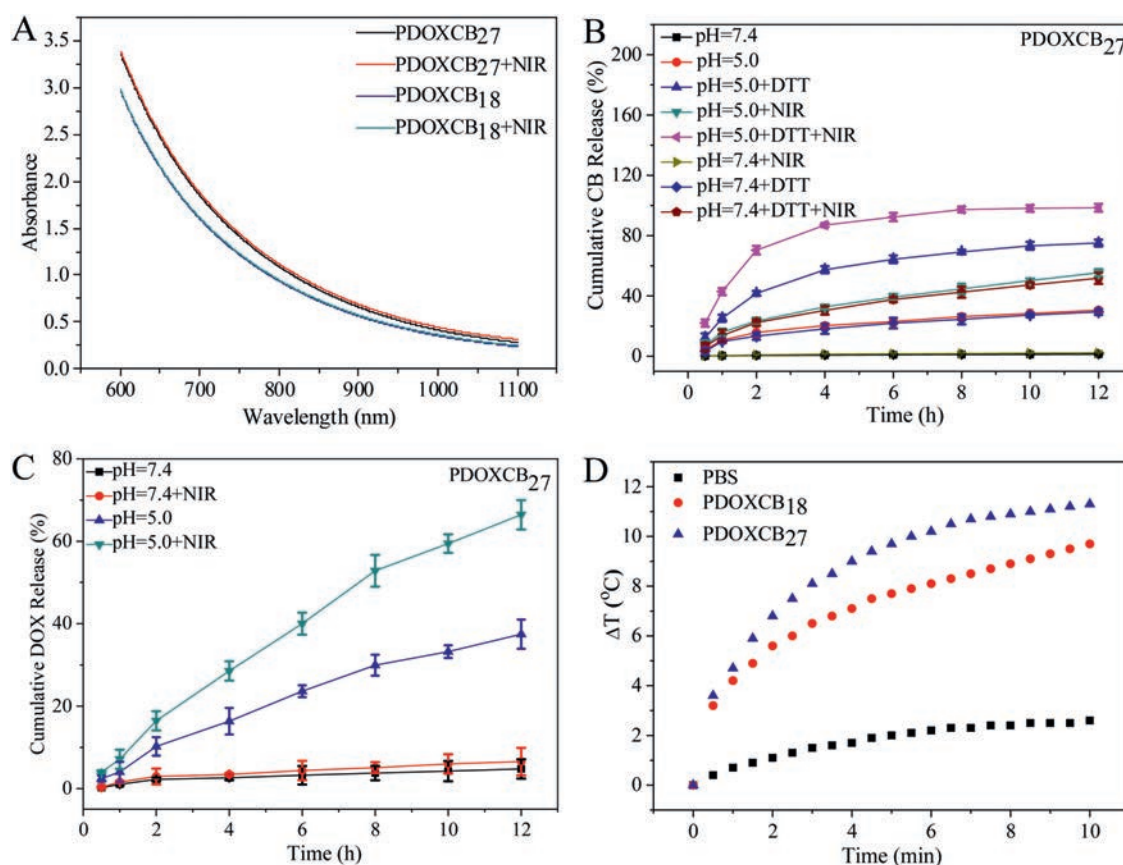 A
PDOXCB27
PDOXCB27+NIR
PDOXCB18
PDOXCB18+NIR
3.5
3.0
2.5
2.0
1.5
1.0
0.5
0.0
Absorbance
600 700 800 900 1000 1100
Wavelength (nm)
B
PDOXCB27
pH=7.4
pH=5.0
pH=5.0+DTT
pH=5.0+NIR
pH=5.0+DTT+NIR
pH=7.4+NIR
pH=7.4+DTT
pH=7.4+DTT+NIR
200
160
120
80
40
0
Cumulative CB Release (%)
0 2 4 6 8 10 12
Time (h)
C
PDOXCB27
pH=7.4
pH=7.4+NIR
pH=5.0
pH=5.0+NIR
80
60
40
20
0
Cumulative DOX Release (%)
0 2 4 6 8 10 12
Time (h)
D
PBS
PDOXCB18
PDOXCB27
12
10
8
6
4
2
0
ΔT (°C)
0 2 4 6 8 10
Time (min)